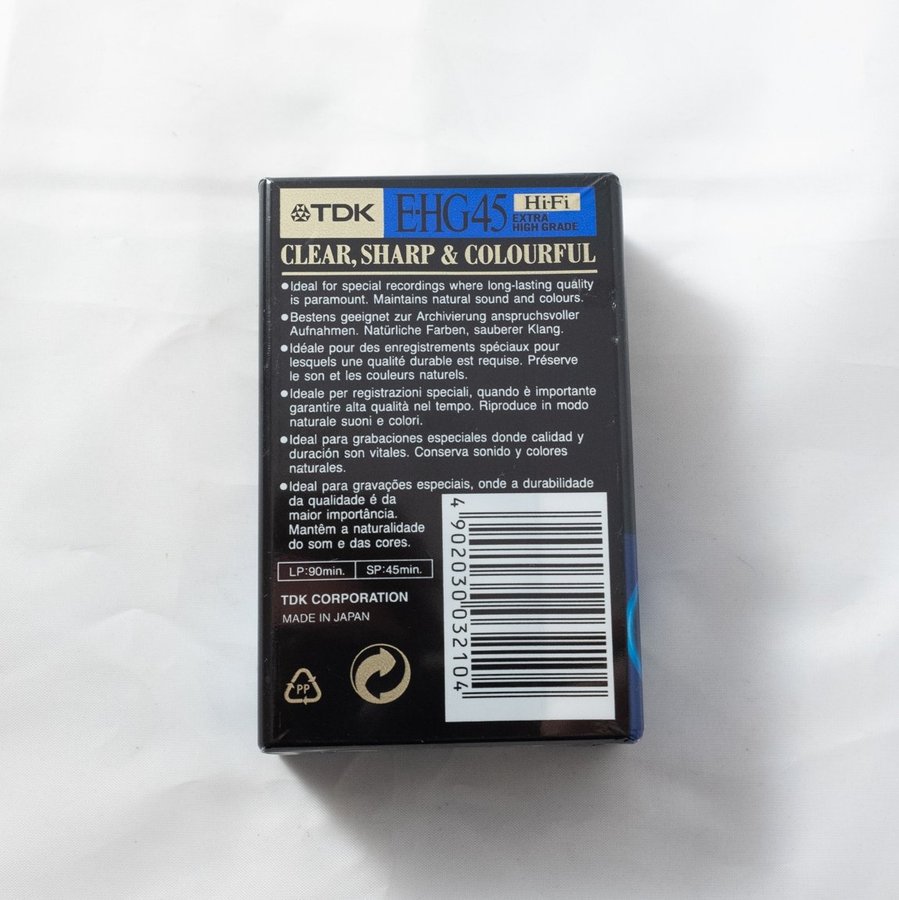 TDK E-HG45 Hi-Fi EXTRA HIGH GRADE
CLEAR, SHARP & COLOURFUL
•Ideal for special recordings where long-lasting quality
is paramount. Maintains natural sound and colours.
•Bestens geeignet zur Archivierung anspruchsvoller
Aufnahmen. Natürliche Farben, sauberer Klang.
•Idéale pour des enregistrements spéciaux pour
lesquels une qualité durable est requise. Préserve
le son et les couleurs naturels.
•Ideale per registrazioni speciali, quando è importante
garantire alta qualità nel tempo. Riproduce in modo
naturale suoni e colori.
•Ideal para grabaciones especiales donde calidad y
duración son vitales. Conserva sonido y colores
naturales.
•Ideal para gravações especiais, onde a durabilidade
da qualidade é da
maior importância.
Mantêm a naturalidade
do som e das cores.
LP:90min. SP:45min.
TDK CORPORATION
MADE IN JAPAN
PP
4 902030 032104